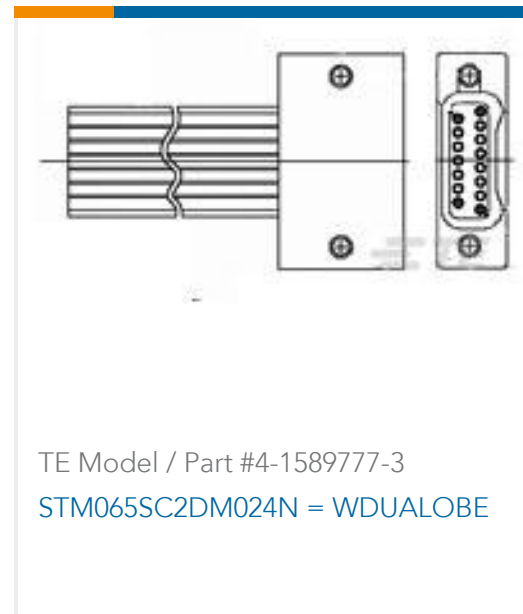 TE Model / Part #4-1589777-3
STM065SC2DM024N = WDUALOBE